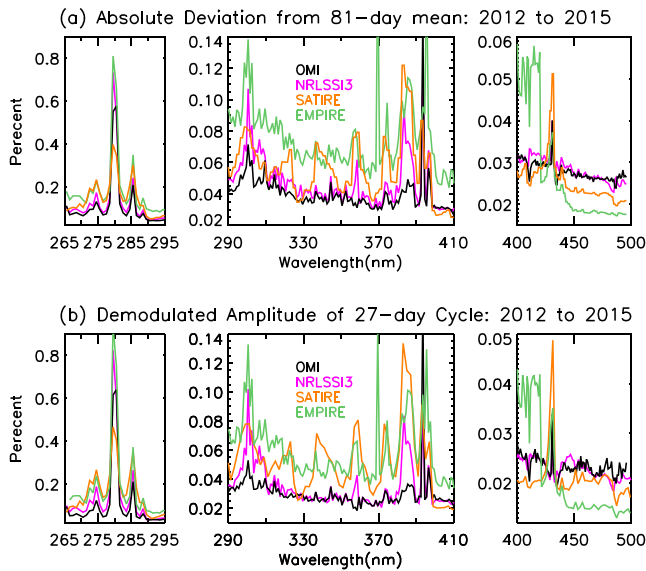 (a) Absolute Deviation from 81-day mean: 2012 to 2015
Perecent
0.8
0.6
0.4
0.2
265 275 285 295
0.14
0.12
0.10
0.08
0.06
0.04
0.02
OMI
NRLSSI3
SATIRE
EMPIRE
290 330 370 410
Wavelength(nm)
0.06
0.05
0.04
0.03
0.02
400 450 500
(b) Demodulated Amplitude of 27-day Cycle: 2012 to 2015
Perecent
0.8
0.6
0.4
0.2
265 275 285 295
0.14
0.12
0.10
0.08
0.06
0.04
0.02
OMI
NRLSSI3
SATIRE
EMPIRE
290 330 370 410
Wavelength(nm)
0.05
0.04
0.03
0.02
400 450 500